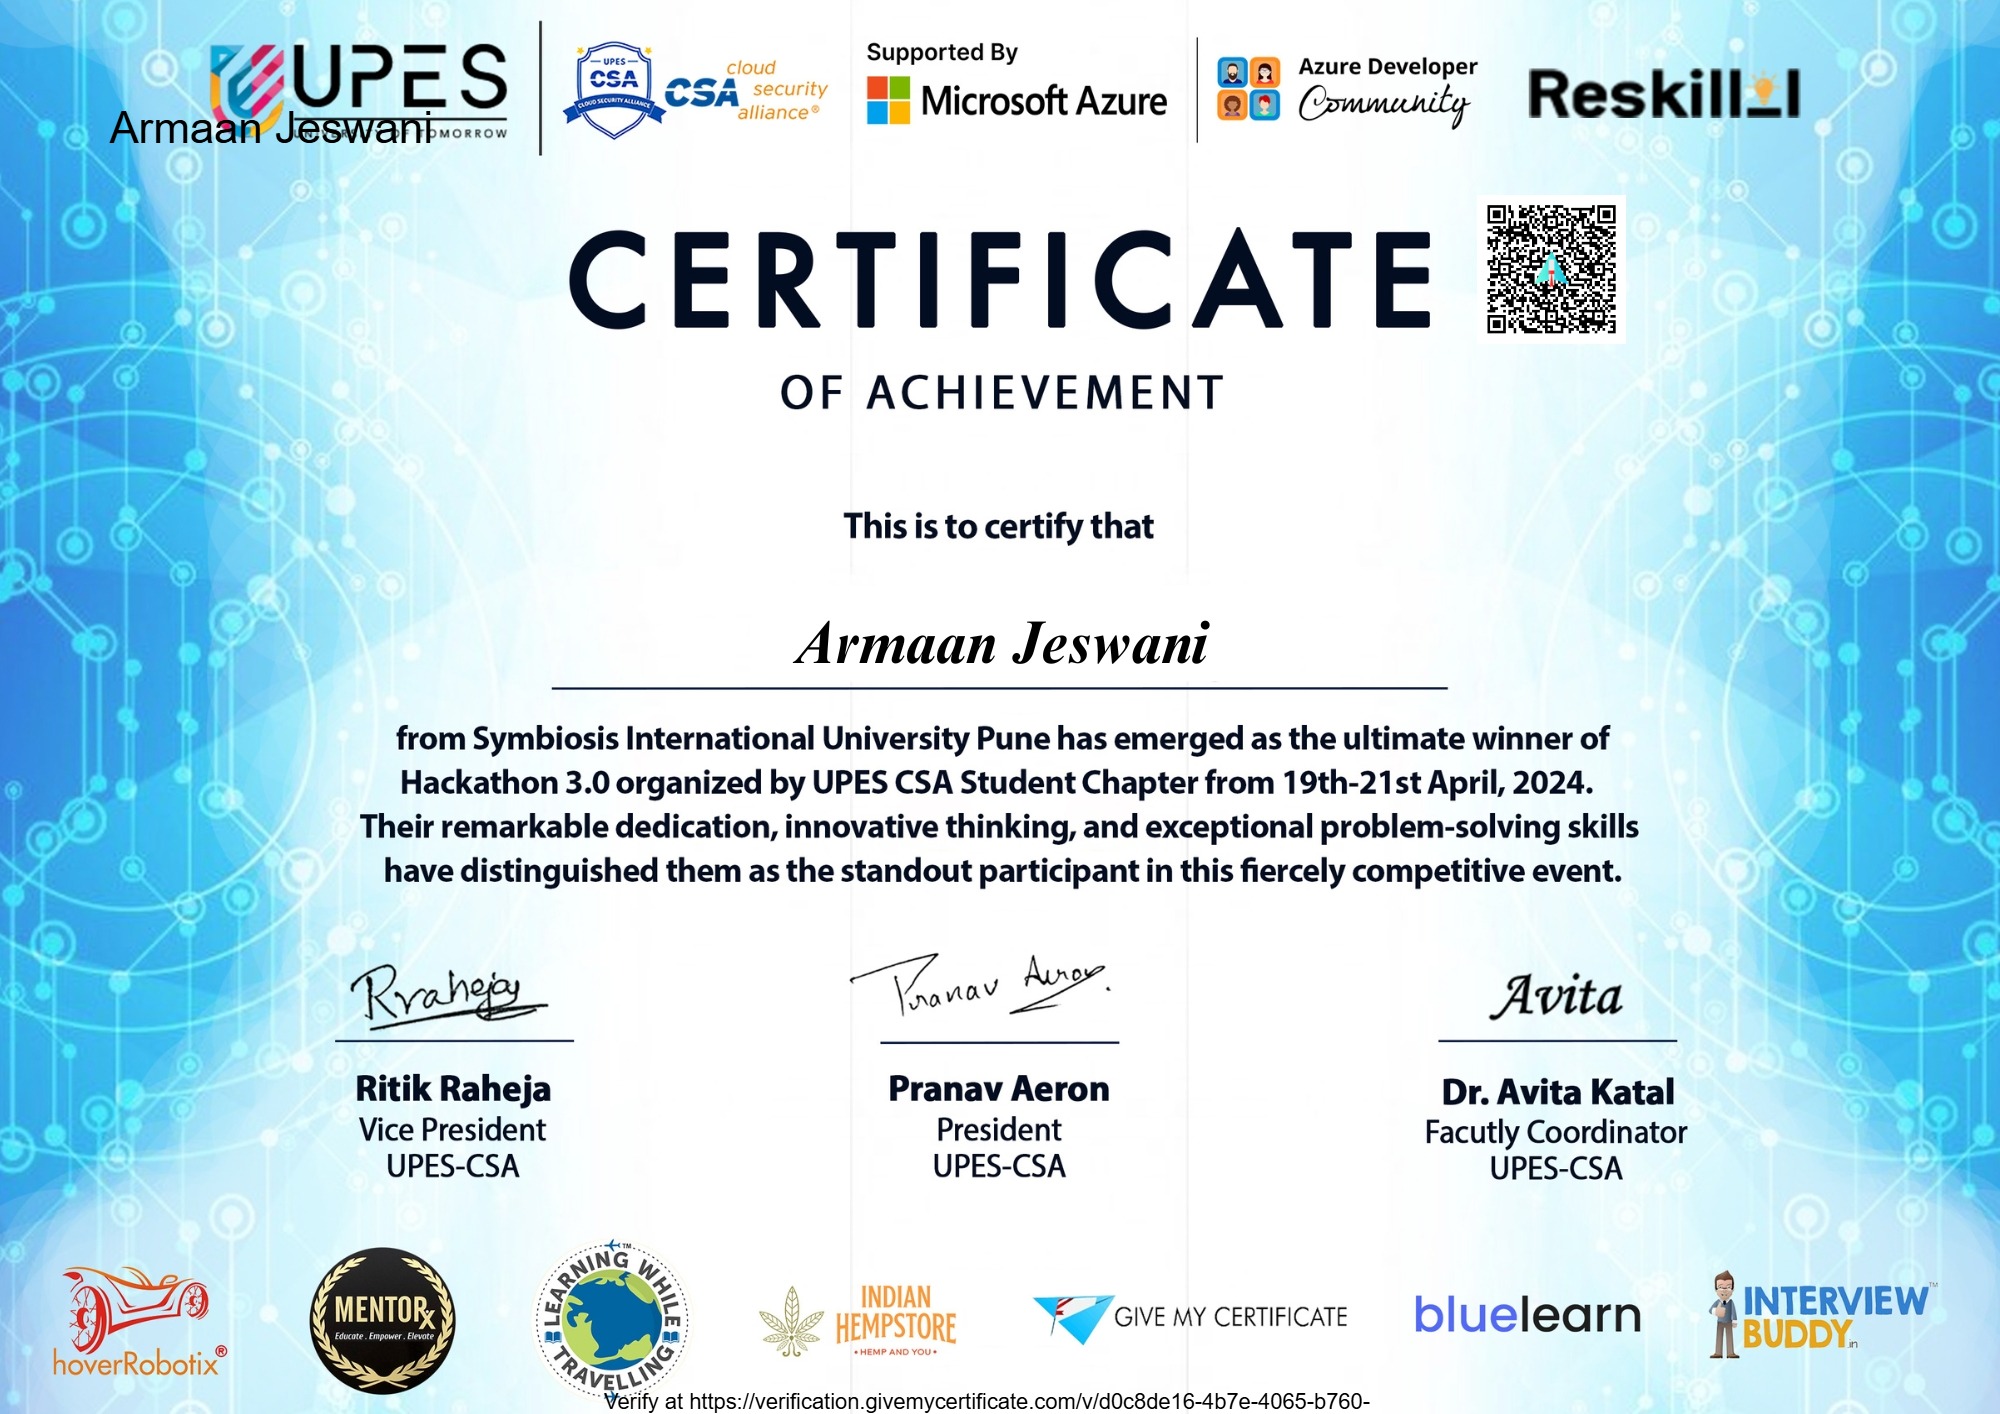 UPES
UNIVERSITY OF TOMORROW
Armaan Jeswani
UPES
CSA
CLOUD SECURITY ALLIANCE
CSA cloud security alliance®
Supported By
Microsoft Azure
Azure Developer
Community
Reskilll
CERTIFICATE
OF ACHIEVEMENT
This is to certify that
Armaan Jeswani
from Symbiosis International University Pune has emerged as the ultimate winner of
Hackathon 3.0 organized by UPES CSA Student Chapter from 19th-21st April, 2024.
Their remarkable dedication, innovative thinking, and exceptional problem-solving skills
have distinguished them as the standout participant in this fiercely competitive event.
Rraheja
Pranav Aeron
Avita
Ritik Raheja
Vice President
UPES-CSA
Pranav Aeron
President
UPES-CSA
Dr. Avita Katal
Facutly Coordinator
UPES-CSA
hoverRobotix®
MENTORx
Educate . Empower . Elevate
LEARNING WHILE TRAVELLING™
INDIAN
HEMPSTORE
• HEMP AND YOU •
GIVE MY CERTIFICATE
bluelearn
INTERVIEW™
BUDDY.in
Verify at https://verification.givemycertificate.com/v/d0c8de16-4b7e-4065-b760-